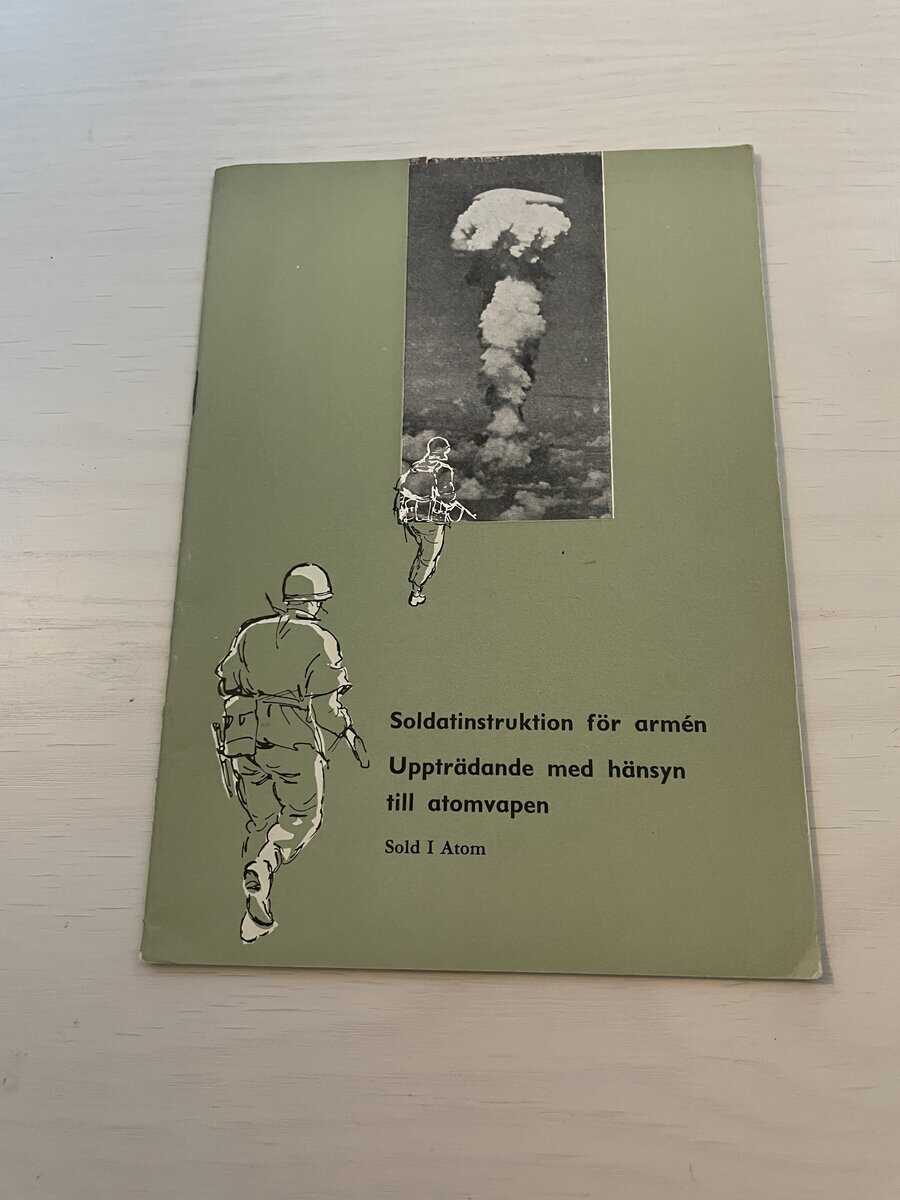 Soldatinstruktion för armén
Uppträdande med hänsyn
till atomvapen
Sold I Atom